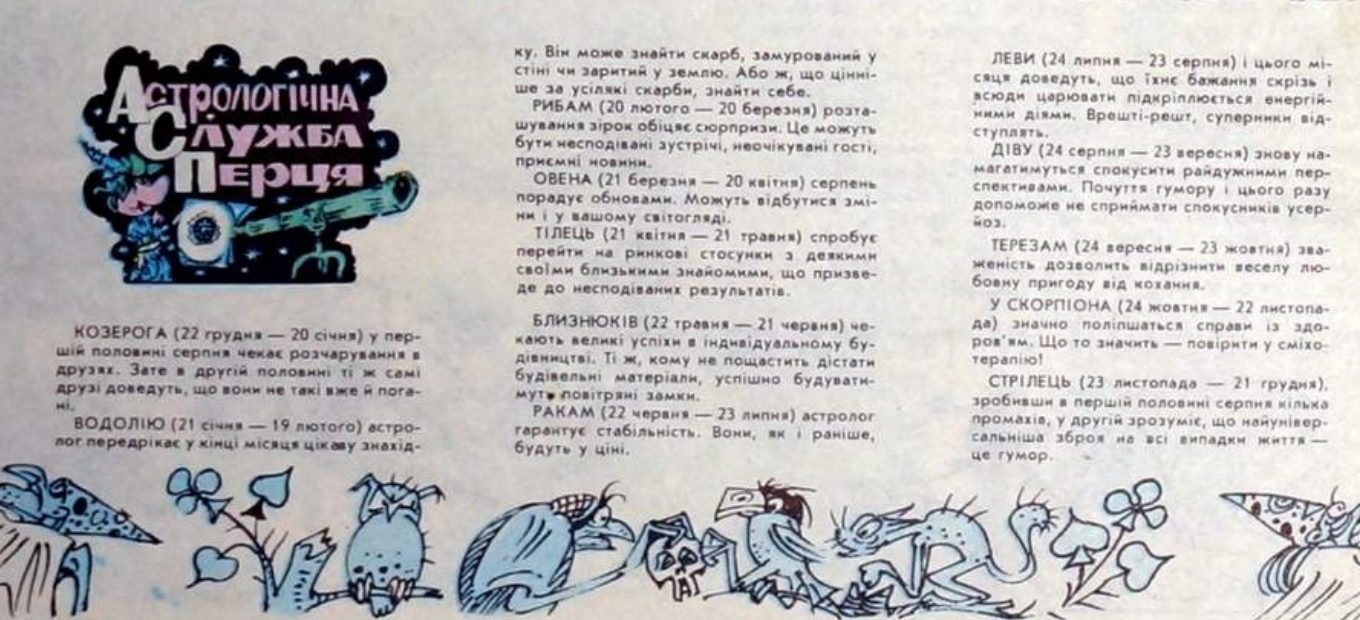 Астрологічна
Служба
Перця
КОЗЕРОГА (22 грудня — 20 січня) у пер-
шій половині серпня чекає розчарування в
друзях. Зате в другій половині ті ж самі
друзі доведуть, що вони не такі вже й пога-
ні.
ВОДОЛІЮ (21 січня — 19 лютого) астро-
лог передрікає у кінці місяця цікаву знахід-
ку. Він може знайти скарб, замурований у
стіні чи заритий у землю. Або ж, що цінні-
ше за усілякі скарби, знайти себе.
РИБАМ (20 лютого — 20 березня) розта-
шування зірок обіцяє сюрпризи. Це можуть
бути несподівані зустрічі, неочікувані гості,
приємні новини.
ОВЕНА (21 березня — 20 квітня) серпень
порадує обновами. Можуть відбутися змі-
ни і у вашому світогляді.
ТІЛЕЦЬ (21 квітня — 21 травня) спробує
перейти на ринкові стосунки з деякими
своїми близькими знайомими, що призве-
де до несподіваних результатів.
БЛИЗНЮКІВ (22 травня — 21 червня) че-
кають великі успіхи в індивідуальному бу-
дівництві. Ті ж, кому не пощастить дістати
будівельні матеріали, успішно будувати-
муть повітряні замки.
РАКАМ (22 червня — 23 липня) астролог
гарантує стабільність. Вони, як і раніше,
будуть у ціні.
ЛЕВИ (24 липня — 23 серпня) і цього мі-
сяця доведуть, що їхнє бажання скрізь і
всюди царювати підкріплюється енергій-
ними діями. Врешті-решт, суперники від-
ступлять.
ДІВУ (24 серпня — 23 вересня) знову на-
магатимуться спокусити райдужними пер-
спективами. Почуття гумору і цього разу
допоможе не сприймати спокусників усер-
йоз.
ТЕРЕЗАМ (24 вересня — 23 жовтня) зва-
женість дозволить відрізнити веселу лю-
бовну пригоду від кохання.
У СКОРПІОНА (24 жовтня — 22 листопа-
да) значно поліпшаться справи із здо-
ров'ям. Що то значить — повірити у сміхо-
терапію!
СТРІЛЕЦЬ (23 листопада — 21 грудня),
зробивши в першій половині серпня кілька
промахів, у другій зрозуміє, що найунівер-
сальніша зброя на всі випадки життя —
це гумор.